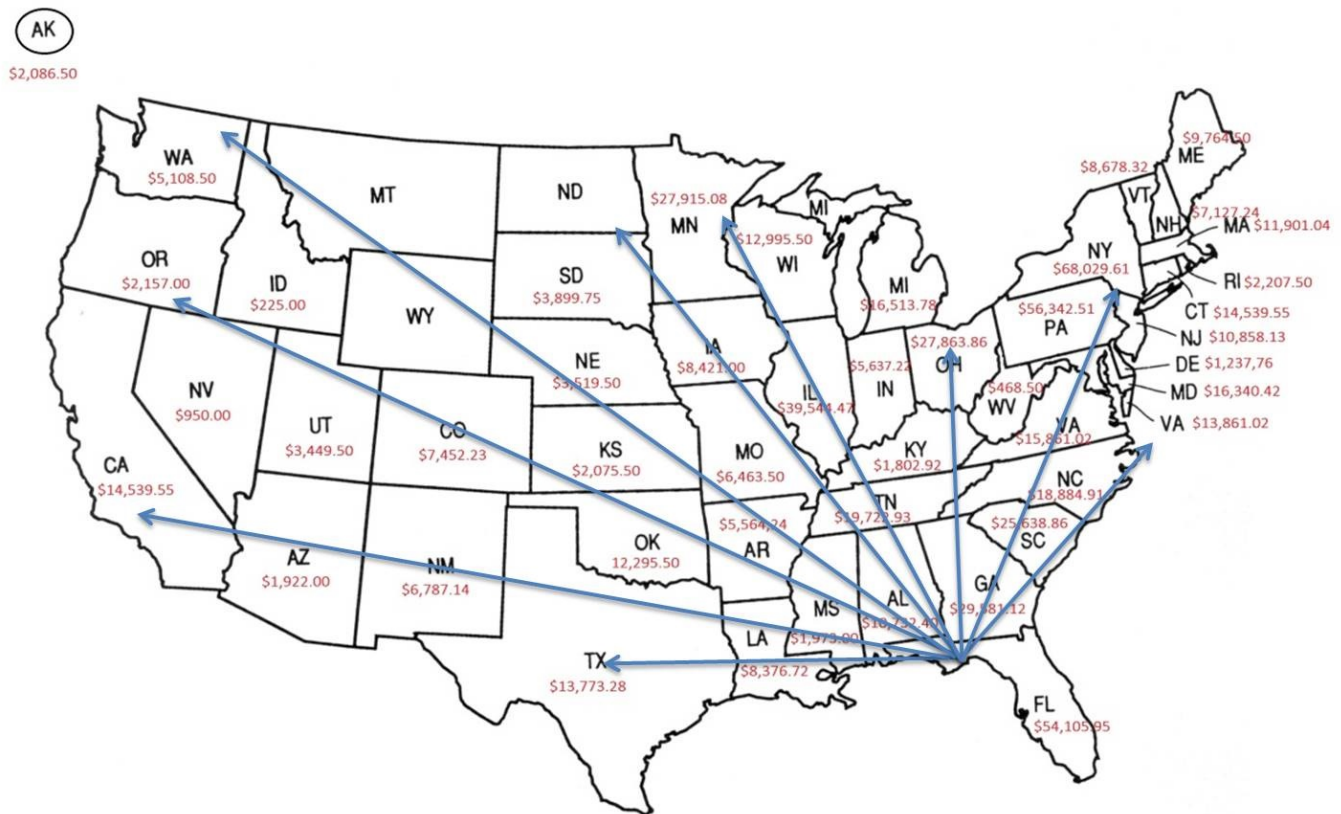 AK
$2,086.50
WA
$5,108.50
OR
$2,157.00
ID
$225.00
MT
ND
SD
$3,899.75
WY
NE
$3,519.50
NV
$950.00
UT
$3,449.50
CO
$7,452.23
KS
$2,075.50
CA
$14,539.55
AZ
$1,922.00
NM
$6,787.14
OK
12,295.50
TX
$13,773.28
$27,915.08
MN
$12,995.50
WI
MI
MI
$16,513.78
IA
$8,421.00
IL
$39,544.47
$5,637.22
IN
$27,863.86
OH
MO
$6,463.50
KY
$1,802.92
$468.50
WV
VA
$15,861.02
TN
$19,722.93
NC
$18,884.91
$25,638.86
SC
$5,564,24
AR
MS
$1,973.00
AL
$18,732.40
GA
$29,581.12
LA
$8,376.72
FL
$54,105.95
$9,764.50
ME
$8,678.32
VT
NH
$7,127.24
MA $11,901.04
NY
$68,029.61
RI $2,207.50
CT $14,539.55
$56,342.51
PA
NJ $10,858.13
DE $1,237,76
MD $16,340.42
VA $13,861.02